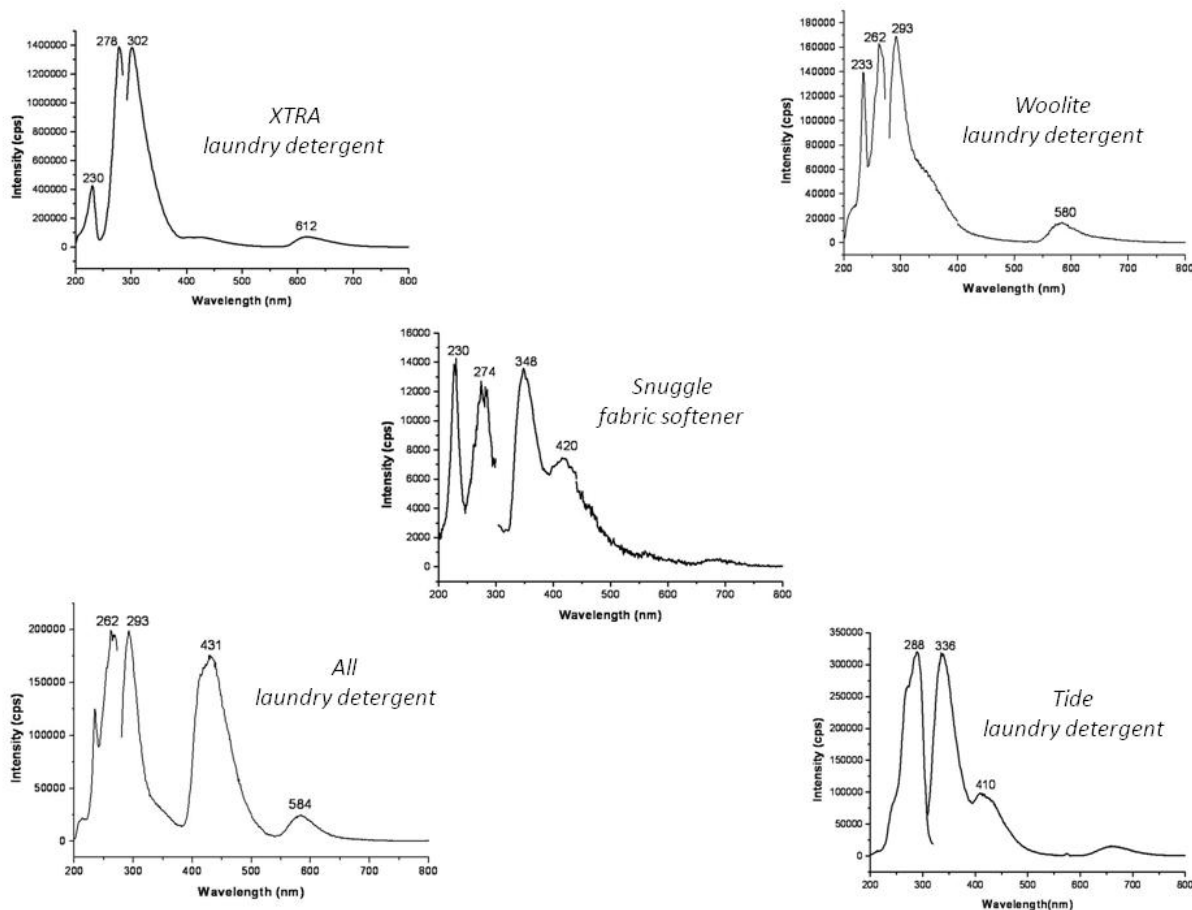 XTRA
laundry detergent
278 302
230
612
1400000
1200000
1000000
800000
600000
400000
200000
0
Intensity (cps)
200 300 400 500 600 700 800
Wavelength (nm)
Woolite
laundry detergent
262 293
233
580
180000
160000
140000
120000
100000
80000
60000
40000
20000
0
Intensity (cps)
200 300 400 500 600 700 800
Wavelength (nm)
Snuggle
fabric softener
230
274
348
420
16000
14000
12000
10000
8000
6000
4000
2000
0
Intensity (cps)
200 300 400 500 600 700 800
Wavelength (nm)
All
laundry detergent
262 293
431
584
200000
150000
100000
50000
0
Intensity (cps)
200 300 400 500 600 700 800
Wavelength (nm)
Tide
laundry detergent
288 336
410
350000
300000
250000
200000
150000
100000
50000
0
Intensity (cps)
200 300 400 500 600 700 800
Wavelength(nm)